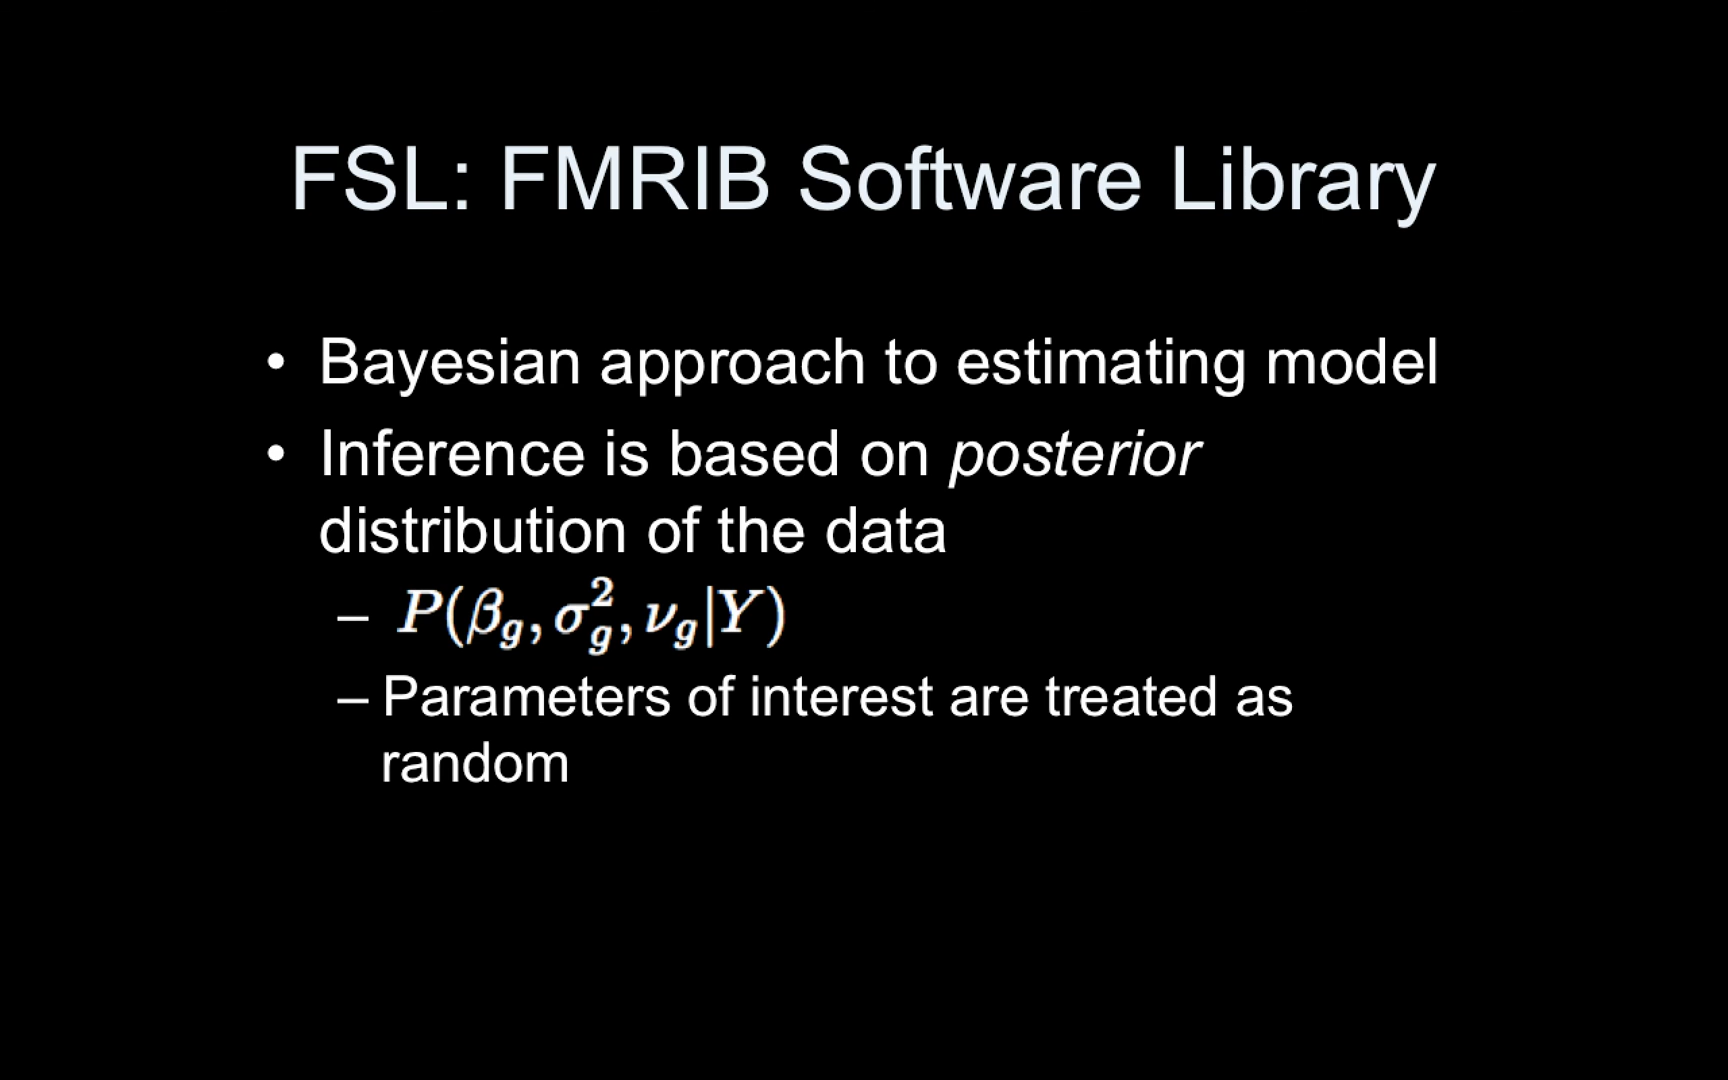 FSL: FMRIB Software Library
• Bayesian approach to estimating model
• Inference is based on posterior
distribution of the data
– P(β_g, σ_g^2, ν_g|Y)
– Parameters of interest are treated as
random